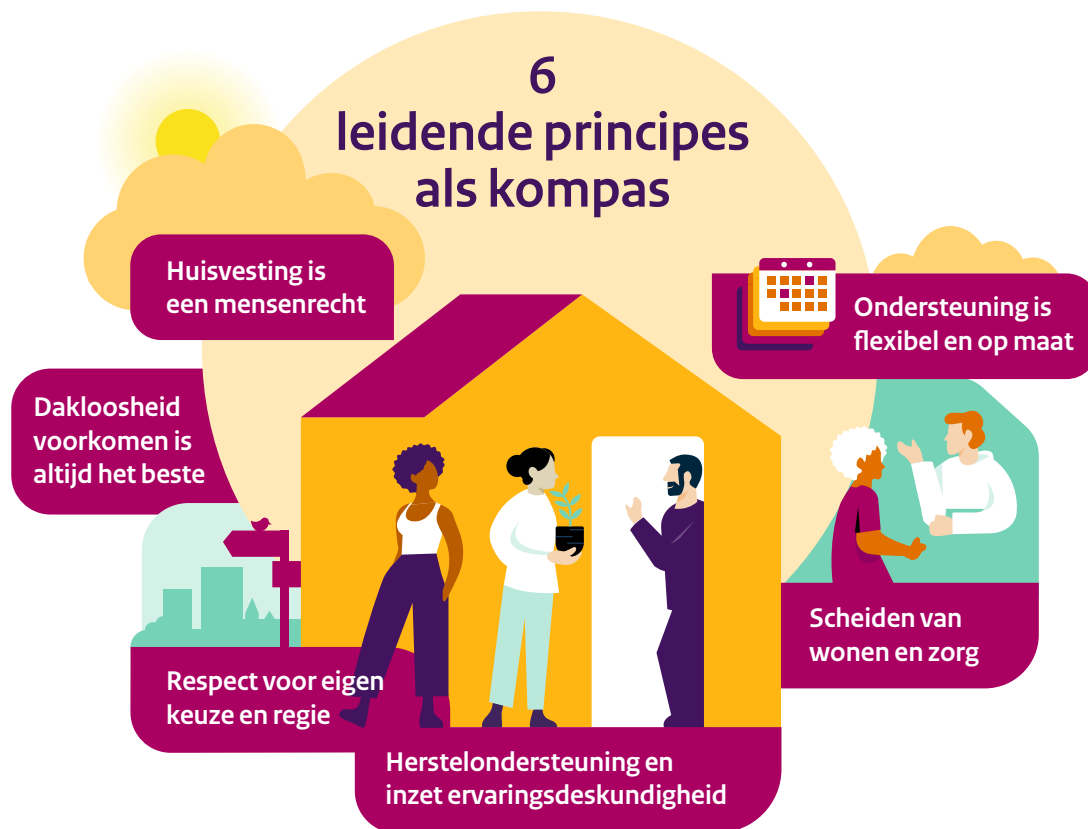 6
leidende principes
als kompas
Huisvesting is
een mensenrecht
Dakloosheid
voorkomen is
altijd het beste
Respect voor eigen
keuze en regie
Herstelondersteuning en
inzet ervaringsdeskundigheid
Scheiden van
wonen en zorg
Ondersteuning is
flexibel en op maat